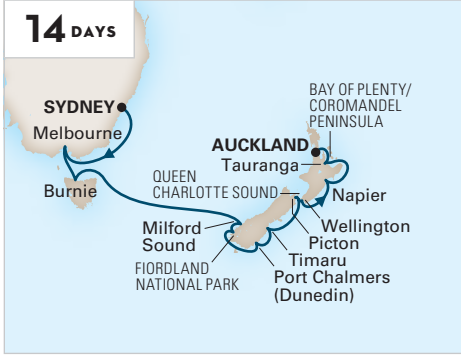 14 DAYS
SYDNEY
Melbourne
Burnie
BAY OF PLENTY/
COROMANDEL
PENINSULA
AUCKLAND
Tauranga
QUEEN
CHARLOTTE SOUND
Napier
Wellington
Picton
Milford
Sound
Timaru
FIORDLAND
NATIONAL PARK
Port Chalmers
(Dunedin)